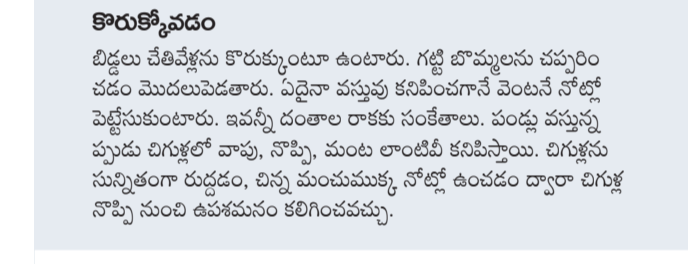 కొరుక్కోవడం
బిడ్డలు చేతివేళ్లను కొరుక్కుంటూ ఉంటారు. గట్టి బొమ్మలను చప్పరిం
చడం మొదలుపెడతారు. ఏదైనా వస్తువు కనిపించగానే వెంటనే నోట్లో
పెట్టేసుకుంటారు. ఇవన్నీ దంతాల రాకకు సంకేతాలు. పండ్లు వస్తున్న
ప్పుడు చిగుళ్లలో వాపు, నొప్పి, మంట లాంటివి కనిపిస్తాయి. చిగుళ్లను
సున్నితంగా రుద్దడం, చిన్న మంచుముక్క నోట్లో ఉంచడం ద్వారా చిగుళ్ల
నొప్పి నుంచి ఉపశమనం కలిగించవచ్చు.